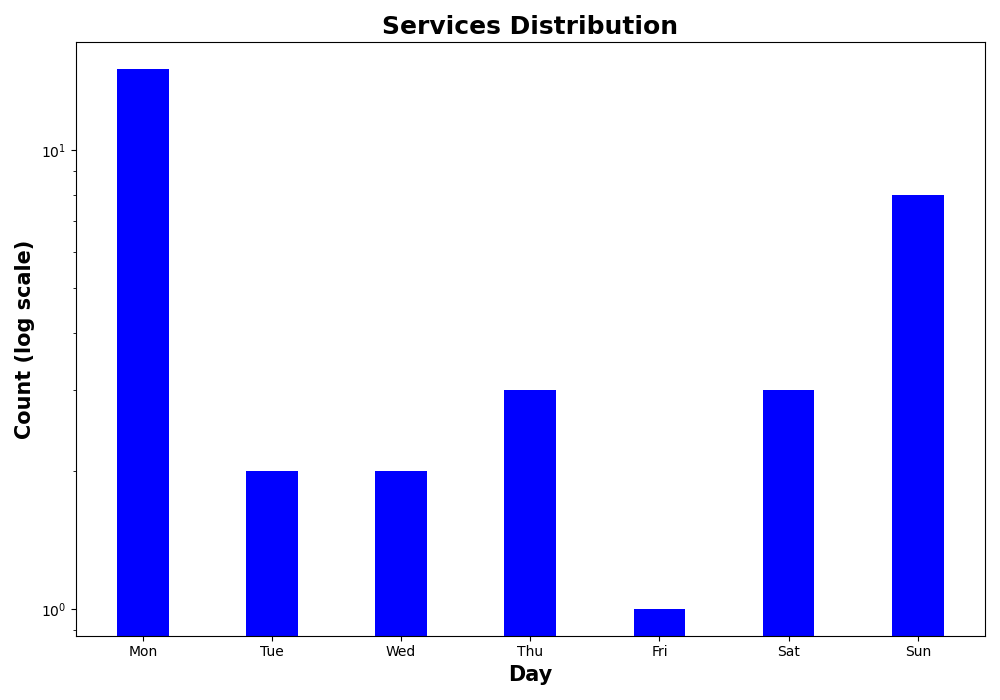 Services Distribution
Count (log scale)
10¹
10⁰
Mon Tue Wed Thu Fri Sat Sun
Day